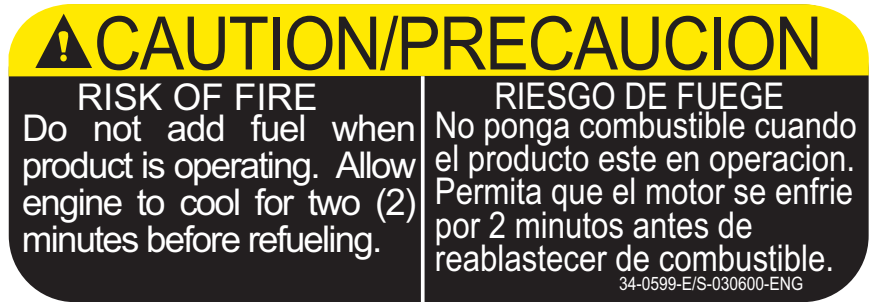 CAUTION/PRECAUCION
RISK OF FIRE
Do not add fuel when
product is operating. Allow
engine to cool for two (2)
minutes before refueling.
RIESGO DE FUEGE
No ponga combustible cuando
el producto este en operacion.
Permita que el motor se enfrie
por 2 minutos antes de
reablastecer de combustible.
34-0599-E/S-030600-ENG